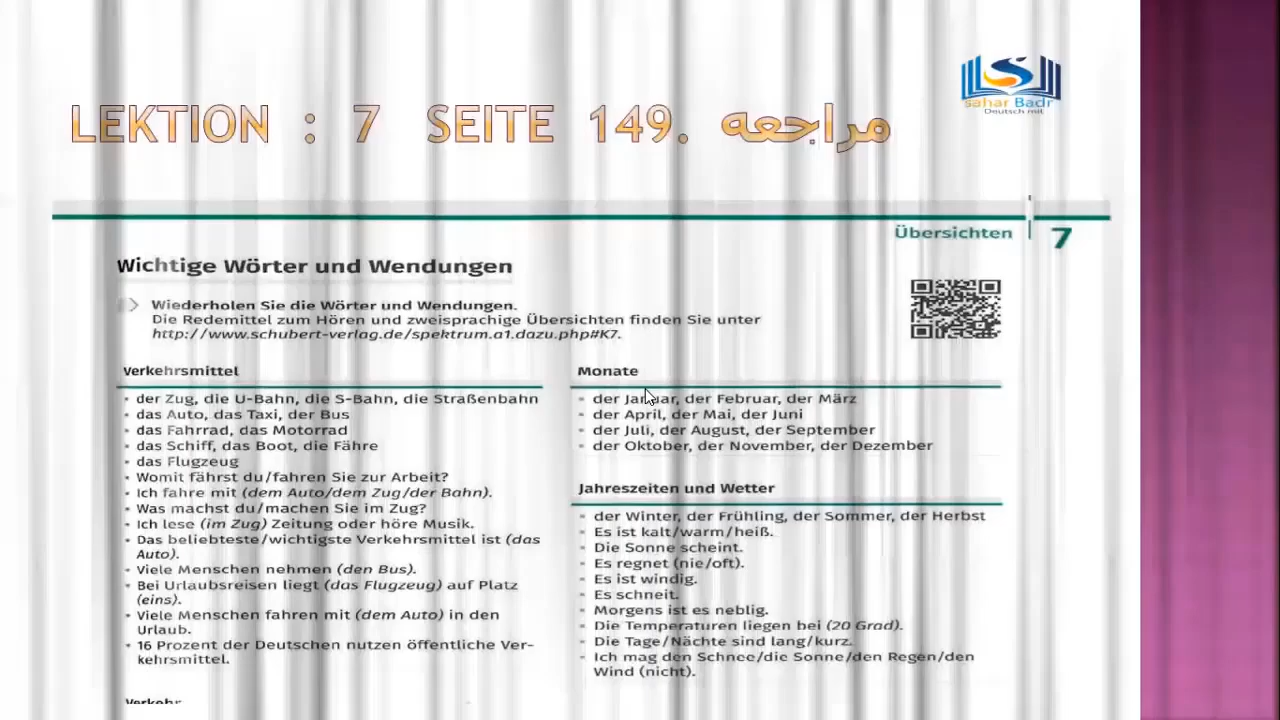 LEKTION : 7 SEITE 149. مراجعه
sahar Badr
Deutsch mit
Übersichten 7
Wichtige Wörter und Wendungen
Wiederholen Sie die Wörter und Wendungen.
Die Redemittel zum Hören und zweisprachige Übersichten finden Sie unter
http://www.schubert-verlag.de/spektrum.a1.dazu.php#K7.
Verkehrsmittel
• der Zug, die U-Bahn, die S-Bahn, die Straßenbahn
• das Auto, das Taxi, der Bus
• das Fahrrad, das Motorrad
• das Schiff, das Boot, die Fähre
• das Flugzeug
• Womit fährst du/fahren Sie zur Arbeit?
• Ich fahre mit (dem Auto/dem Zug/der Bahn).
• Was machst du/machen Sie im Zug?
• Ich lese (im Zug) Zeitung oder höre Musik.
• Das beliebteste/wichtigste Verkehrsmittel ist (das
Auto).
• Viele Menschen nehmen (den Bus).
• Bei Urlaubsreisen liegt (das Flugzeug) auf Platz
(eins).
• Viele Menschen fahren mit (dem Auto) in den
Urlaub.
• 16 Prozent der Deutschen nutzen öffentliche Ver-
kehrsmittel.
Verkehr
Monate
• der Januar, der Februar, der März
• der April, der Mai, der Juni
• der Juli, der August, der September
• der Oktober, der November, der Dezember
Jahreszeiten und Wetter
• der Winter, der Frühling, der Sommer, der Herbst
• Es ist kalt/warm/heiß.
• Die Sonne scheint.
• Es regnet (nie/oft).
• Es ist windig.
• Es schneit.
• Morgens ist es neblig.
• Die Temperaturen liegen bei (20 Grad).
• Die Tage/Nächte sind lang/kurz.
• Ich mag den Schnee/die Sonne/den Regen/den
Wind (nicht).